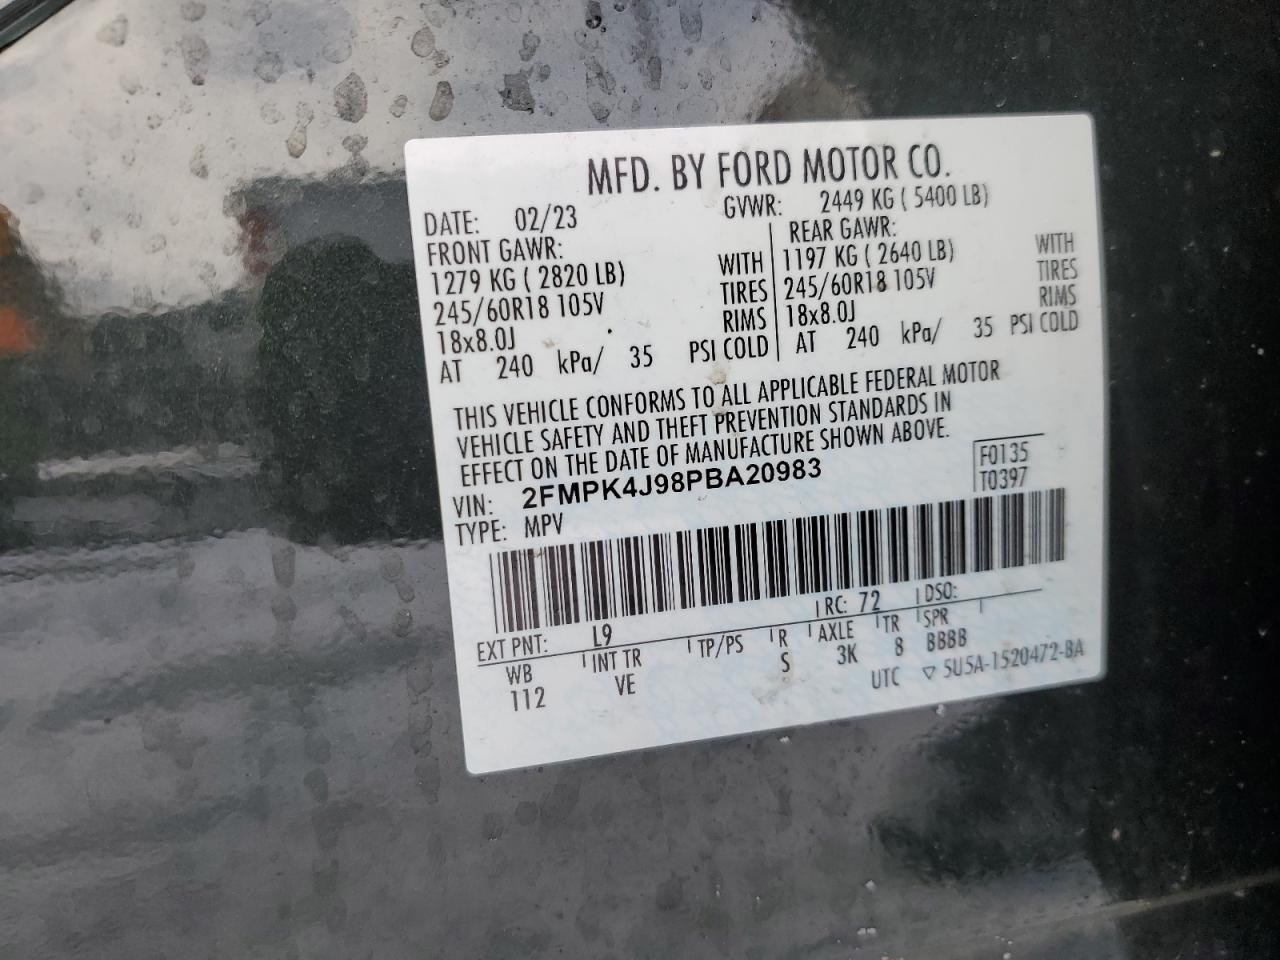 MFD. BY FORD MOTOR CO.
DATE: 02/23 GVWR: 2449 KG ( 5400 LB)
FRONT GAWR: REAR GAWR:
1279 KG ( 2820 LB) WITH 1197 KG ( 2640 LB) WITH
245/60R18 105V TIRES 245/60R18 105V TIRES
18x8.0J RIMS 18x8.0J RIMS
AT 240 kPa/ 35 PSI COLD AT 240 kPa/ 35 PSI COLD
THIS VEHICLE CONFORMS TO ALL APPLICABLE FEDERAL MOTOR
VEHICLE SAFETY AND THEFT PREVENTION STANDARDS IN
EFFECT ON THE DATE OF MANUFACTURE SHOWN ABOVE.
VIN: 2FMPK4J98PBA20983 F0135
TYPE: MPV T0397
EXT PNT: L9 RC: 72 DSO:
WB INT TR TP/PS R AXLE TR SPR
112 VE S 3K 8 BBBB
UTC ▽ 5U5A-1520472-BA